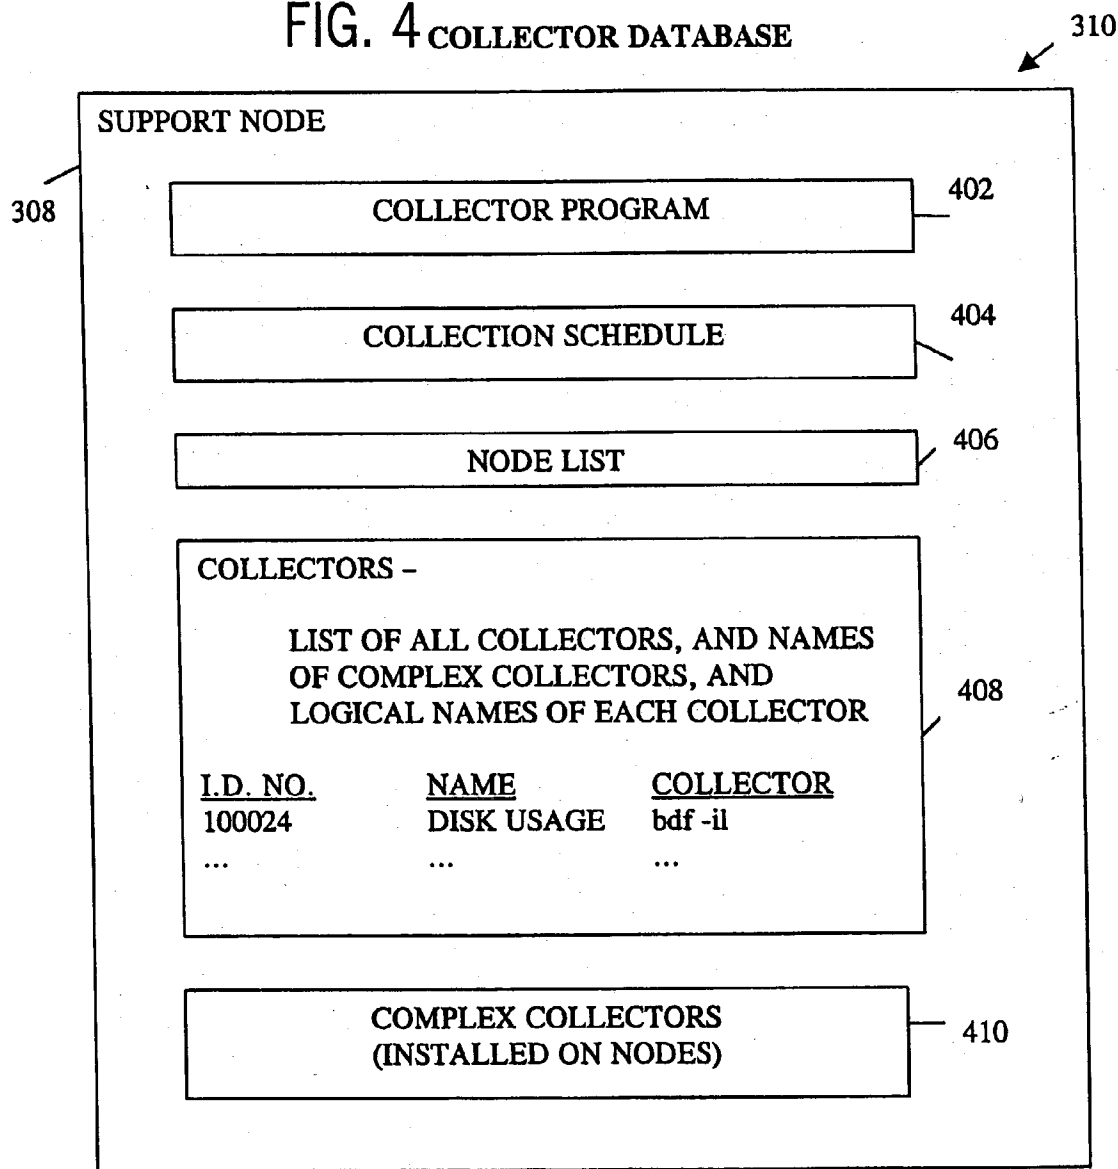 FIG. 4 COLLECTOR DATABASE
310
SUPPORT NODE
308
COLLECTOR PROGRAM
402
COLLECTION SCHEDULE
404
NODE LIST
406
COLLECTORS –
LIST OF ALL COLLECTORS, AND NAMES
OF COMPLEX COLLECTORS, AND
LOGICAL NAMES OF EACH COLLECTOR
408
I.D. NO. NAME COLLECTOR
100024 DISK USAGE bdf -il
... ... ...
COMPLEX COLLECTORS
(INSTALLED ON NODES)
410